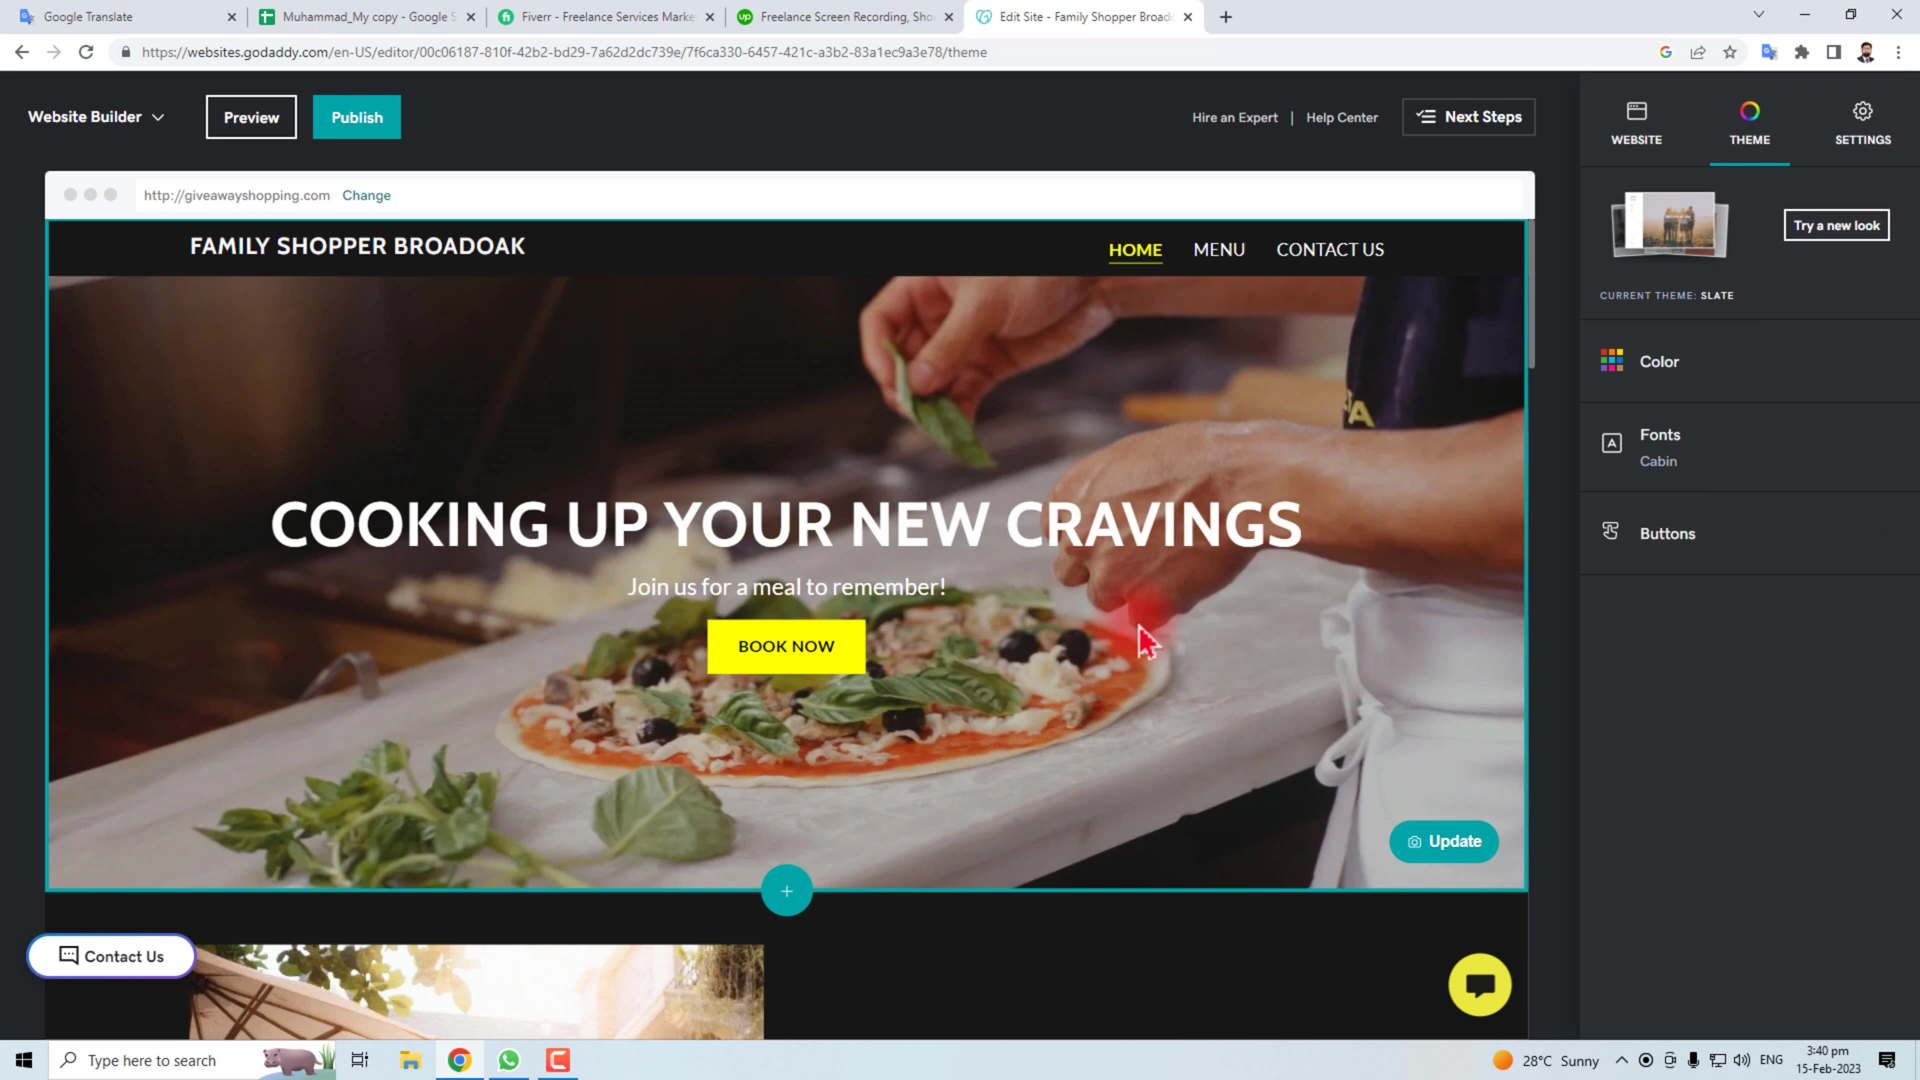 Google Translate
Muhammad_My copy - Google S
Fiverr - Freelance Services Marke
up
Freelance Screen Recording, Sho
Edit Site - Family Shopper Broado
https://websites.godaddy.com/en-US/editor/00c06187-810f-42b2-bd29-7a62d2dc739e/7f6ca330-6457-421c-a3b2-83a1ec9a3e78/theme
Website Builder
Preview
Publish
Hire an Expert | Help Center
Next Steps
WEBSITE
THEME
SETTINGS
http://giveawayshopping.com Change
Try a new look
CURRENT THEME: SLATE
FAMILY SHOPPER BROADOAK
HOME
MENU
CONTACT US
Color
Fonts
Cabin
Buttons
COOKING UP YOUR NEW CRAVINGS
Join us for a meal to remember!
BOOK NOW
Update
Contact Us
Type here to search
28°C Sunny
ENG
3:40 pm
15-Feb-2023